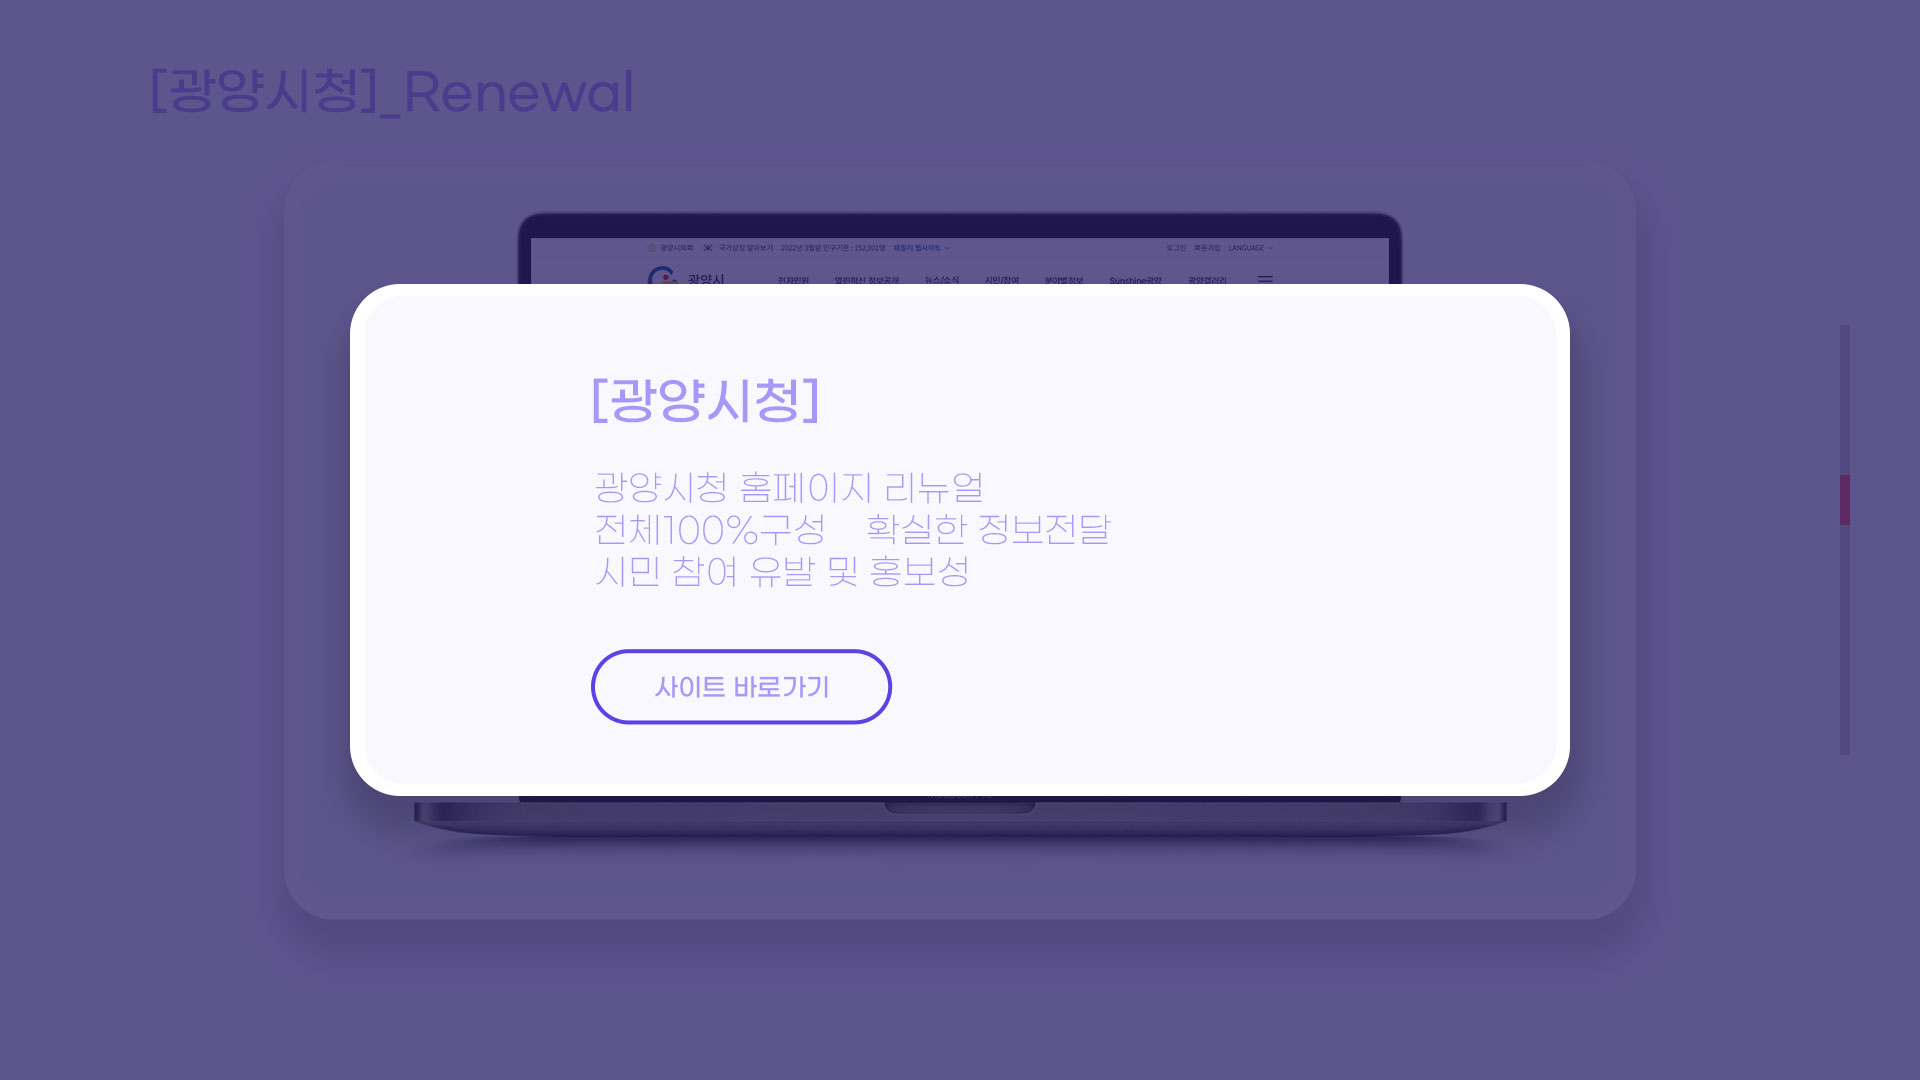 [광양시청]_Renewal
광양시의회 국가상징 알아보기 2022년 3월말 인구기준 : 152,901명 패밀리 웹사이트
로그인 회원가입 LANGUAGE
광양시 전자민원 열린혁신 정보공개 뉴스/소식 시민/참여 분야별정보 Sunshine광양 광양갤러리
[광양시청]
광양시청 홈페이지 리뉴얼
전체100%구성 확실한 정보전달
시민 참여 유발 및 홍보성
사이트 바로가기